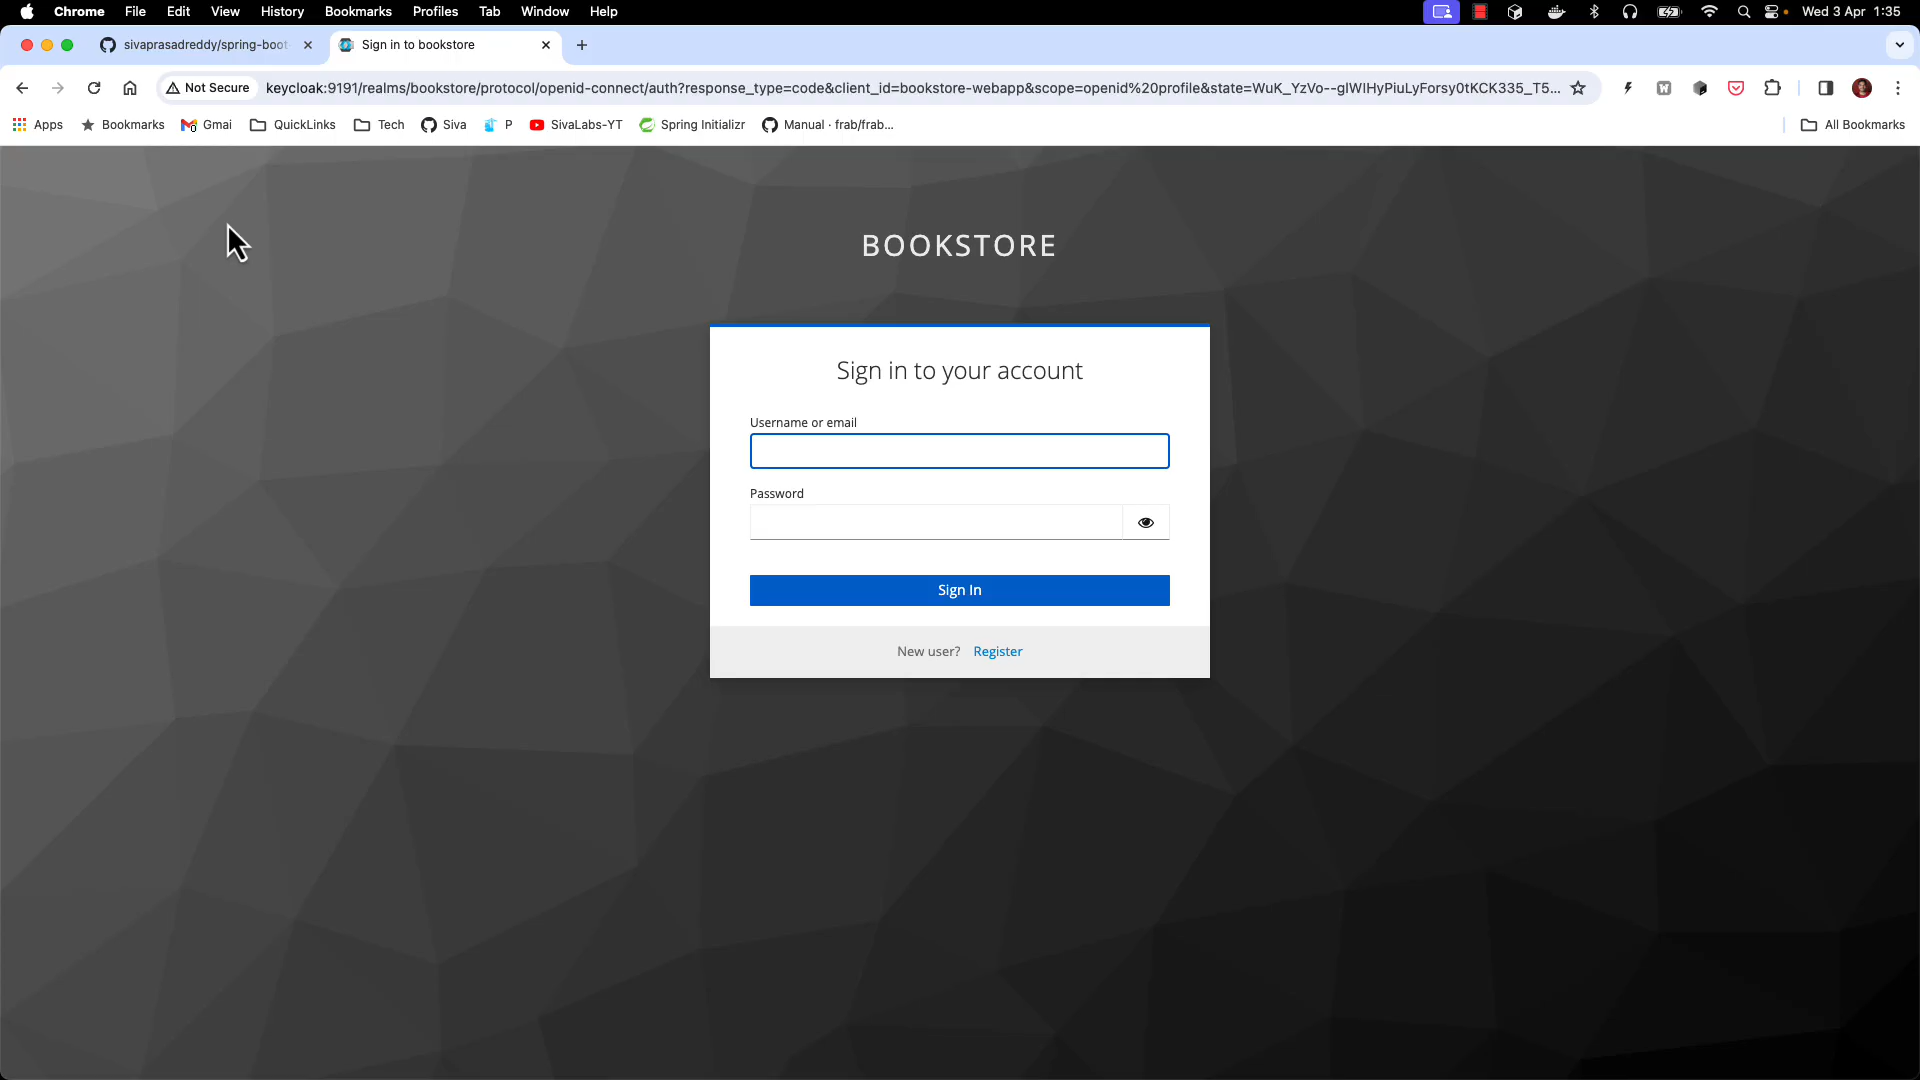 Chrome File Edit View History Bookmarks Profiles Tab Window Help Wed 3 Apr 1:35
sivaprasadreddy/spring-boot Sign in to bookstore
Not Secure keycloak:9191/realms/bookstore/protocol/openid-connect/auth?response_type=code&client_id=bookstore-webapp&scope=openid%20profile&state=WuK_YzVo--glWIHyPiuLyForsy0tKCK335_T5...
Apps Bookmarks Gmai QuickLinks Tech Siva P SivaLabs-YT Spring Initializr Manual · frab/frab... All Bookmarks
BOOKSTORE
Sign in to your account
Username or email
Password
Sign In
New user? Register